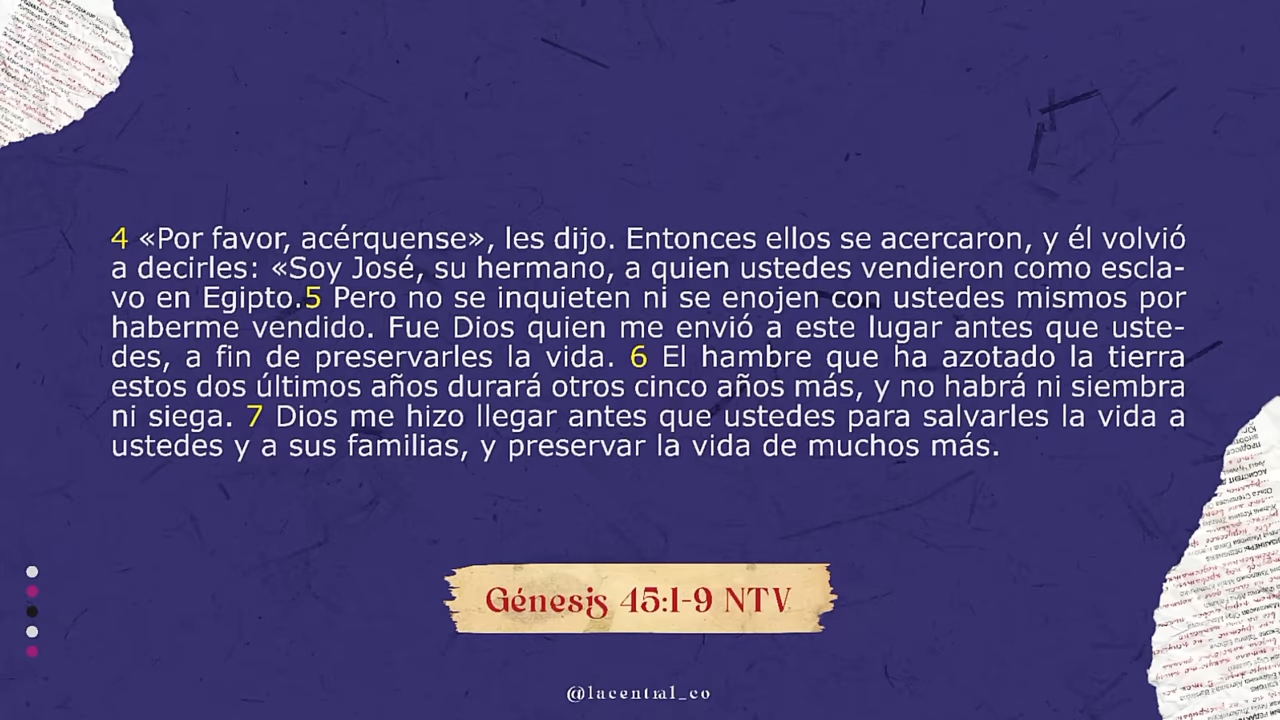 4 «Por favor, acérquense», les dijo. Entonces ellos se acercaron, y él volvió
a decirles: «Soy José, su hermano, a quien ustedes vendieron como escla-
vo en Egipto.5 Pero no se inquieten ni se enojen con ustedes mismos por
haberme vendido. Fue Dios quien me envió a este lugar antes que uste-
des, a fin de preservarles la vida. 6 El hambre que ha azotado la tierra
estos dos últimos años durará otros cinco años más, y no habrá ni siembra
ni siega. 7 Dios me hizo llegar antes que ustedes para salvarles la vida a
ustedes y a sus familias, y preservar la vida de muchos más.
Génesis 45:1-9 NTV
@lacentral_co